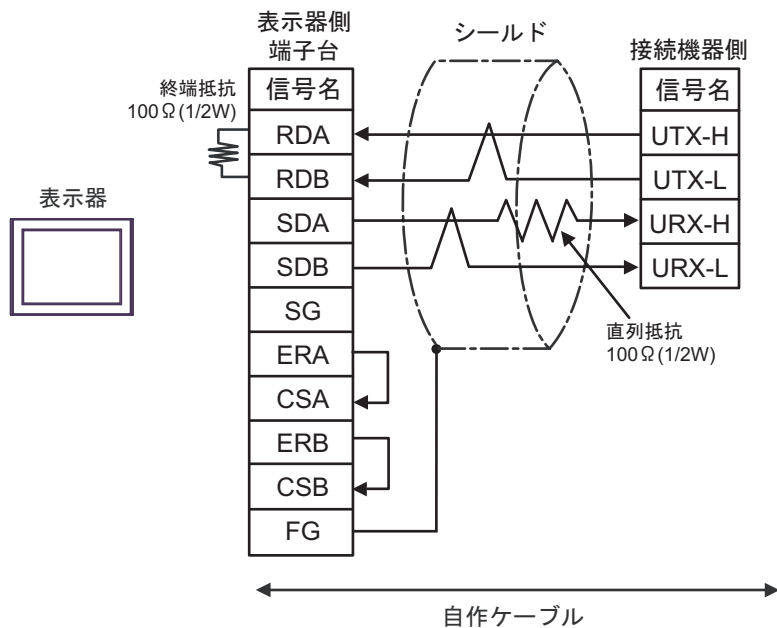 表示器側
端子台
シールド
接続機器側
終端抵抗
100Ω(1/2W)
信号名
信号名
RDA
UTX-H
RDB
UTX-L
表示器
SDA
URX-H
SDB
URX-L
SG
直列抵抗
100Ω(1/2W)
ERA
CSA
ERB
CSB
FG
自作ケーブル